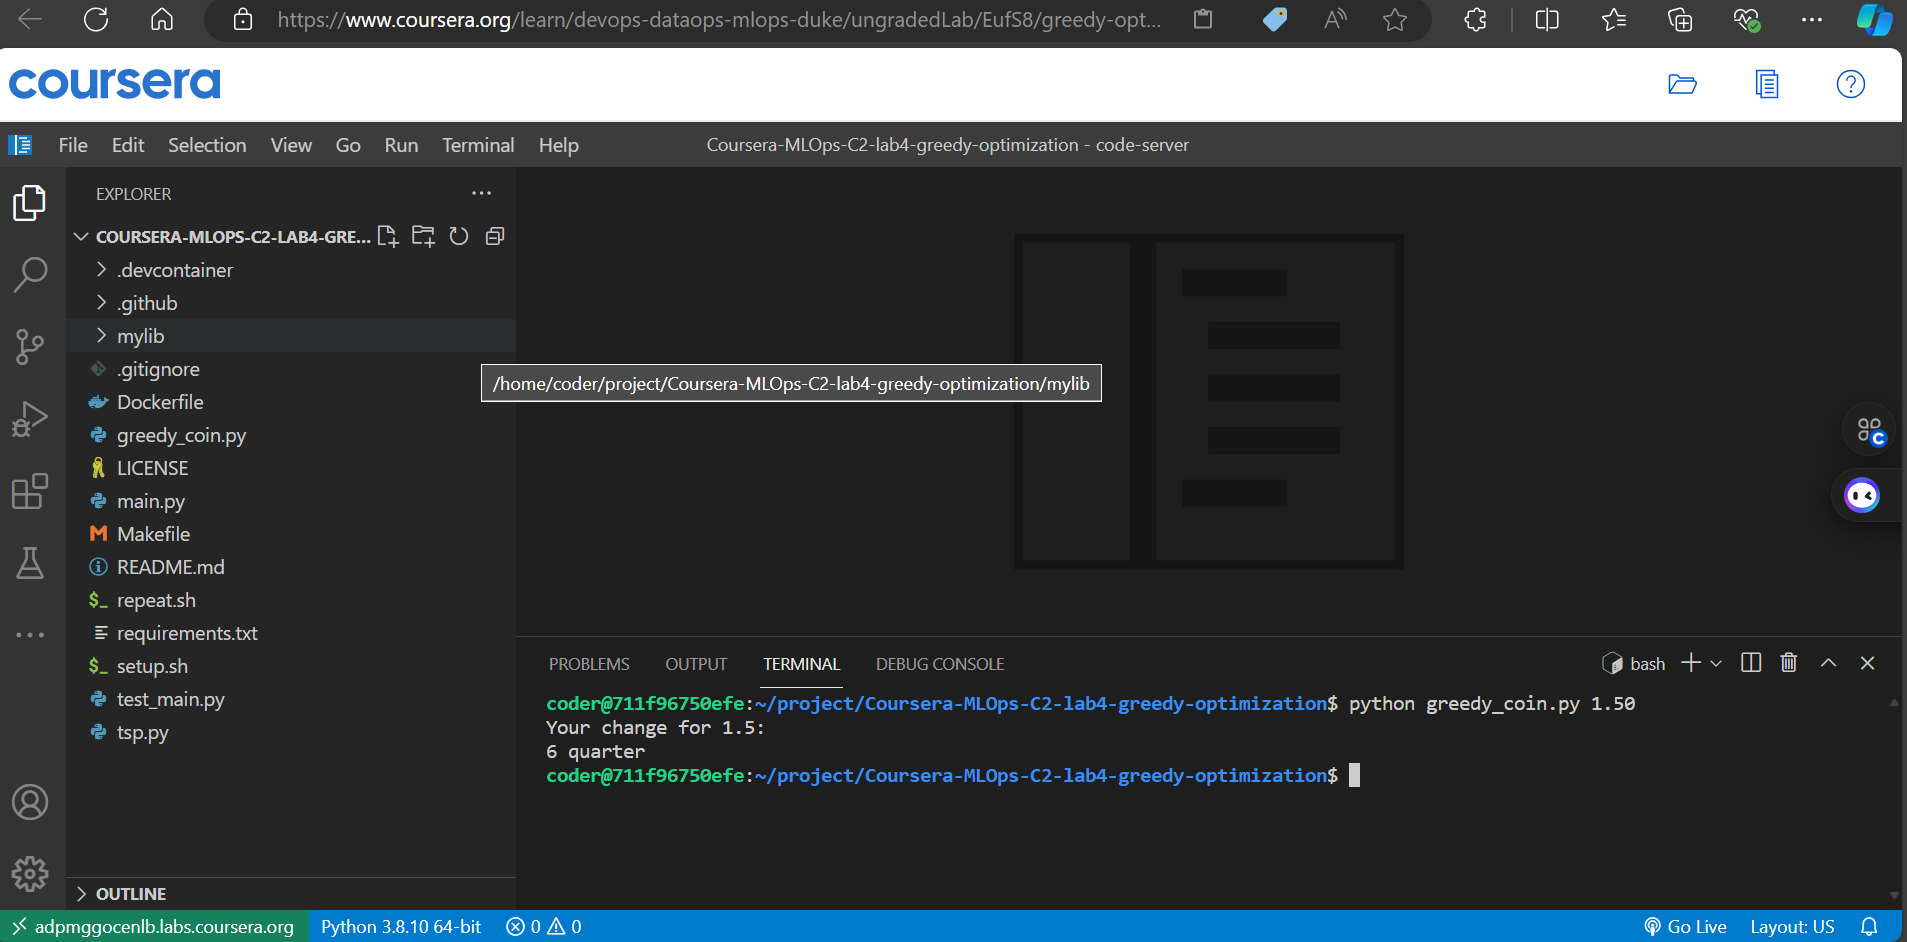 https://www.coursera.org/learn/devops-dataops-mlops-duke/ungradedLab/EufS8/greedy-opt...
coursera
File Edit Selection View Go Run Terminal Help
Coursera-MLOps-C2-lab4-greedy-optimization - code-server
EXPLORER
COURSERA-MLOPS-C2-LAB4-GRE...
.devcontainer
.github
mylib
.gitignore
/home/coder/project/Coursera-MLOps-C2-lab4-greedy-optimization/mylib
Dockerfile
greedy_coin.py
LICENSE
main.py
Makefile
README.md
repeat.sh
requirements.txt
setup.sh
test_main.py
tsp.py
PROBLEMS OUTPUT TERMINAL DEBUG CONSOLE
bash
coder@711f96750efe:~/project/Coursera-MLOps-C2-lab4-greedy-optimization$ python greedy_coin.py 1.50
Your change for 1.5:
6 quarter
coder@711f96750efe:~/project/Coursera-MLOps-C2-lab4-greedy-optimization$
OUTLINE
adpmggocenlb.labs.coursera.org Python 3.8.10 64-bit 0 0 Go Live Layout: US